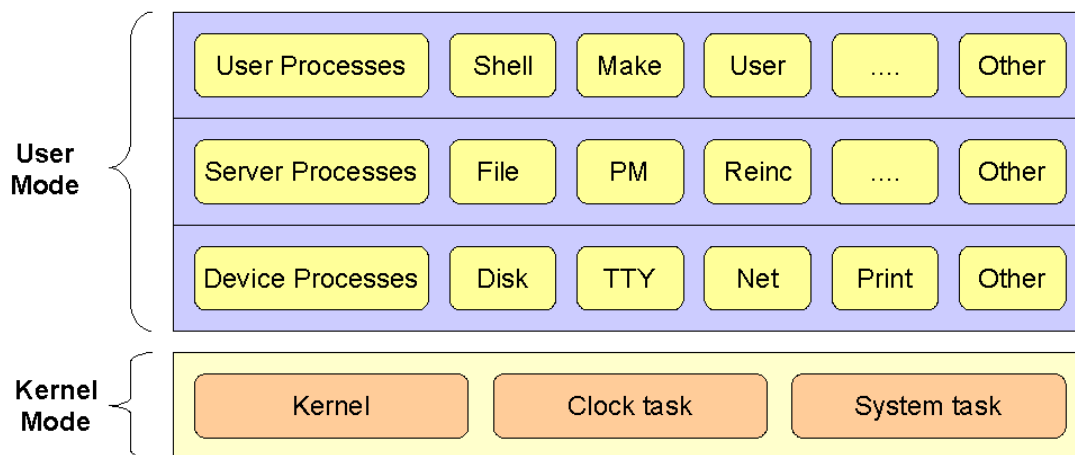 User Processes Shell Make User .... Other
User
Mode
Server Processes File PM Reinc .... Other
Device Processes Disk TTY Net Print Other
Kernel
Mode
Kernel Clock task System task